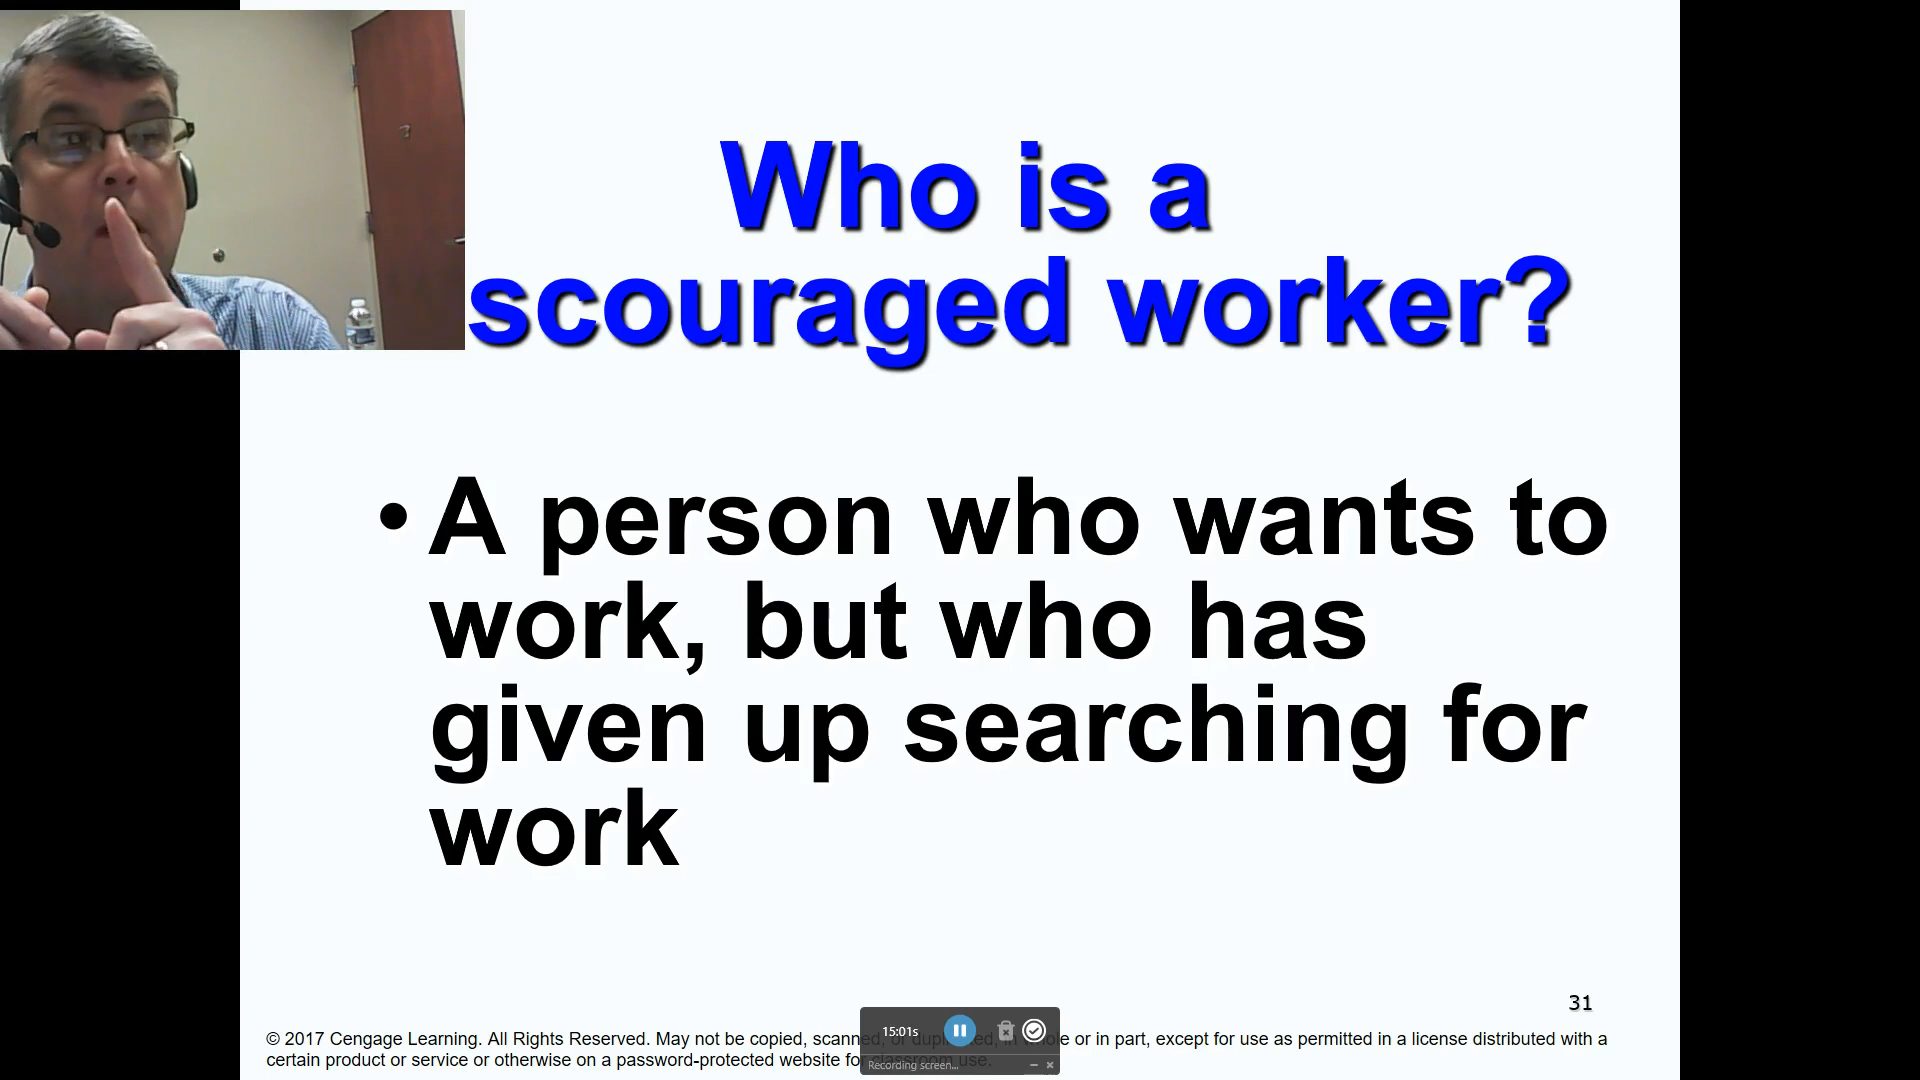 Who is a
scouraged worker?
• A person who wants to
work, but who has
given up searching for
work
31
© 2017 Cengage Learning. All Rights Reserved. May not be copied, scanned, or duplicated, in whole or in part, except for use as permitted in a license distributed with a
certain product or service or otherwise on a password-protected website for classroom use.
15:01s
Recording screen...